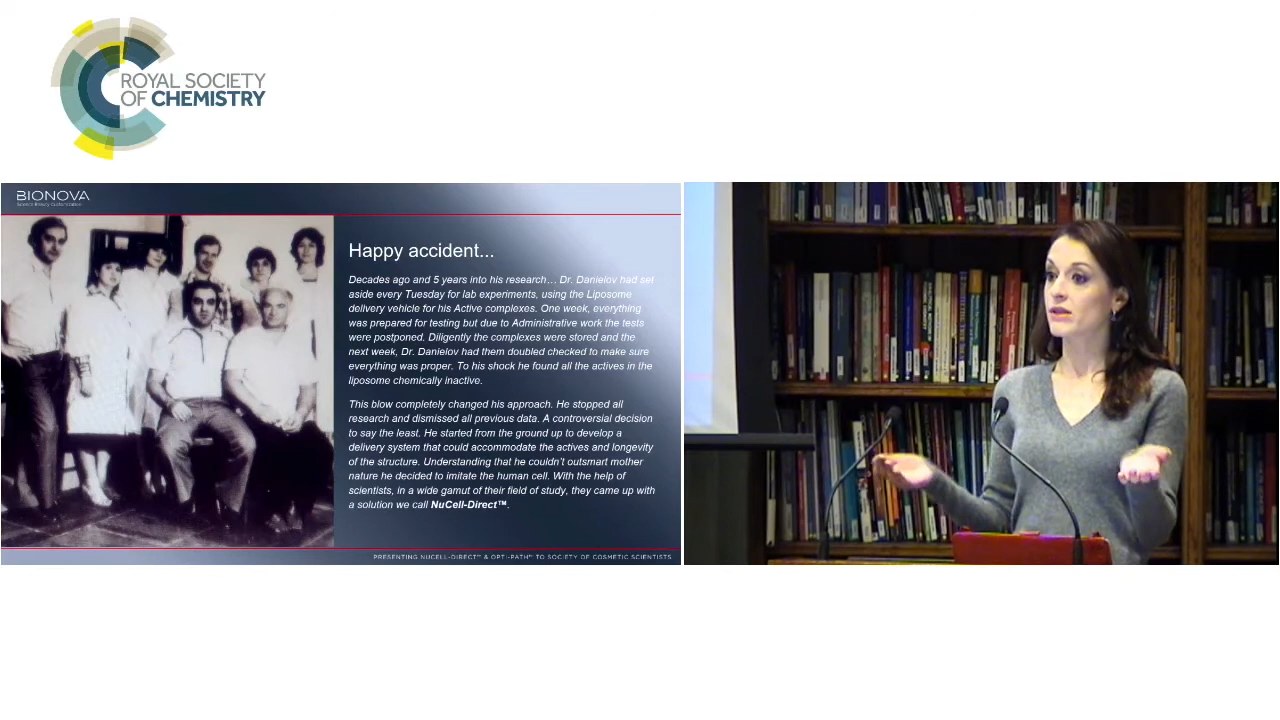 ROYAL SOCIETY
OF CHEMISTRY
BIONOVA
Happy accident...
Decades ago and 5 years into his research… Dr. Danielov had set
aside every Tuesday for lab experiments, using the Liposome
delivery vehicle for his Active complexes. One week, everything
was prepared for testing but due to Administrative work the tests
were postponed. Diligently the complexes were stored and the
next week, Dr. Danielov had them doubled checked to make sure
everything was proper. To his shock he found all the actives in the
liposome chemically inactive.
This blow completely changed his approach. He stopped all
research and dismissed all previous data. A controversial decision
to say the least. He started from the ground up to develop a
delivery system that could accommodate the actives and longevity
of the structure. Understanding that he couldn't outsmart mother
nature he decided to imitate the human cell. With the help of
scientists, in a wide gamut of their field of study, they came up with
a solution we call NuCell-Direct™.
PRESENTING NUCELL-DIRECT™ & OPTI-PATH™ TO SOCIETY OF COSMETIC SCIENTISTS